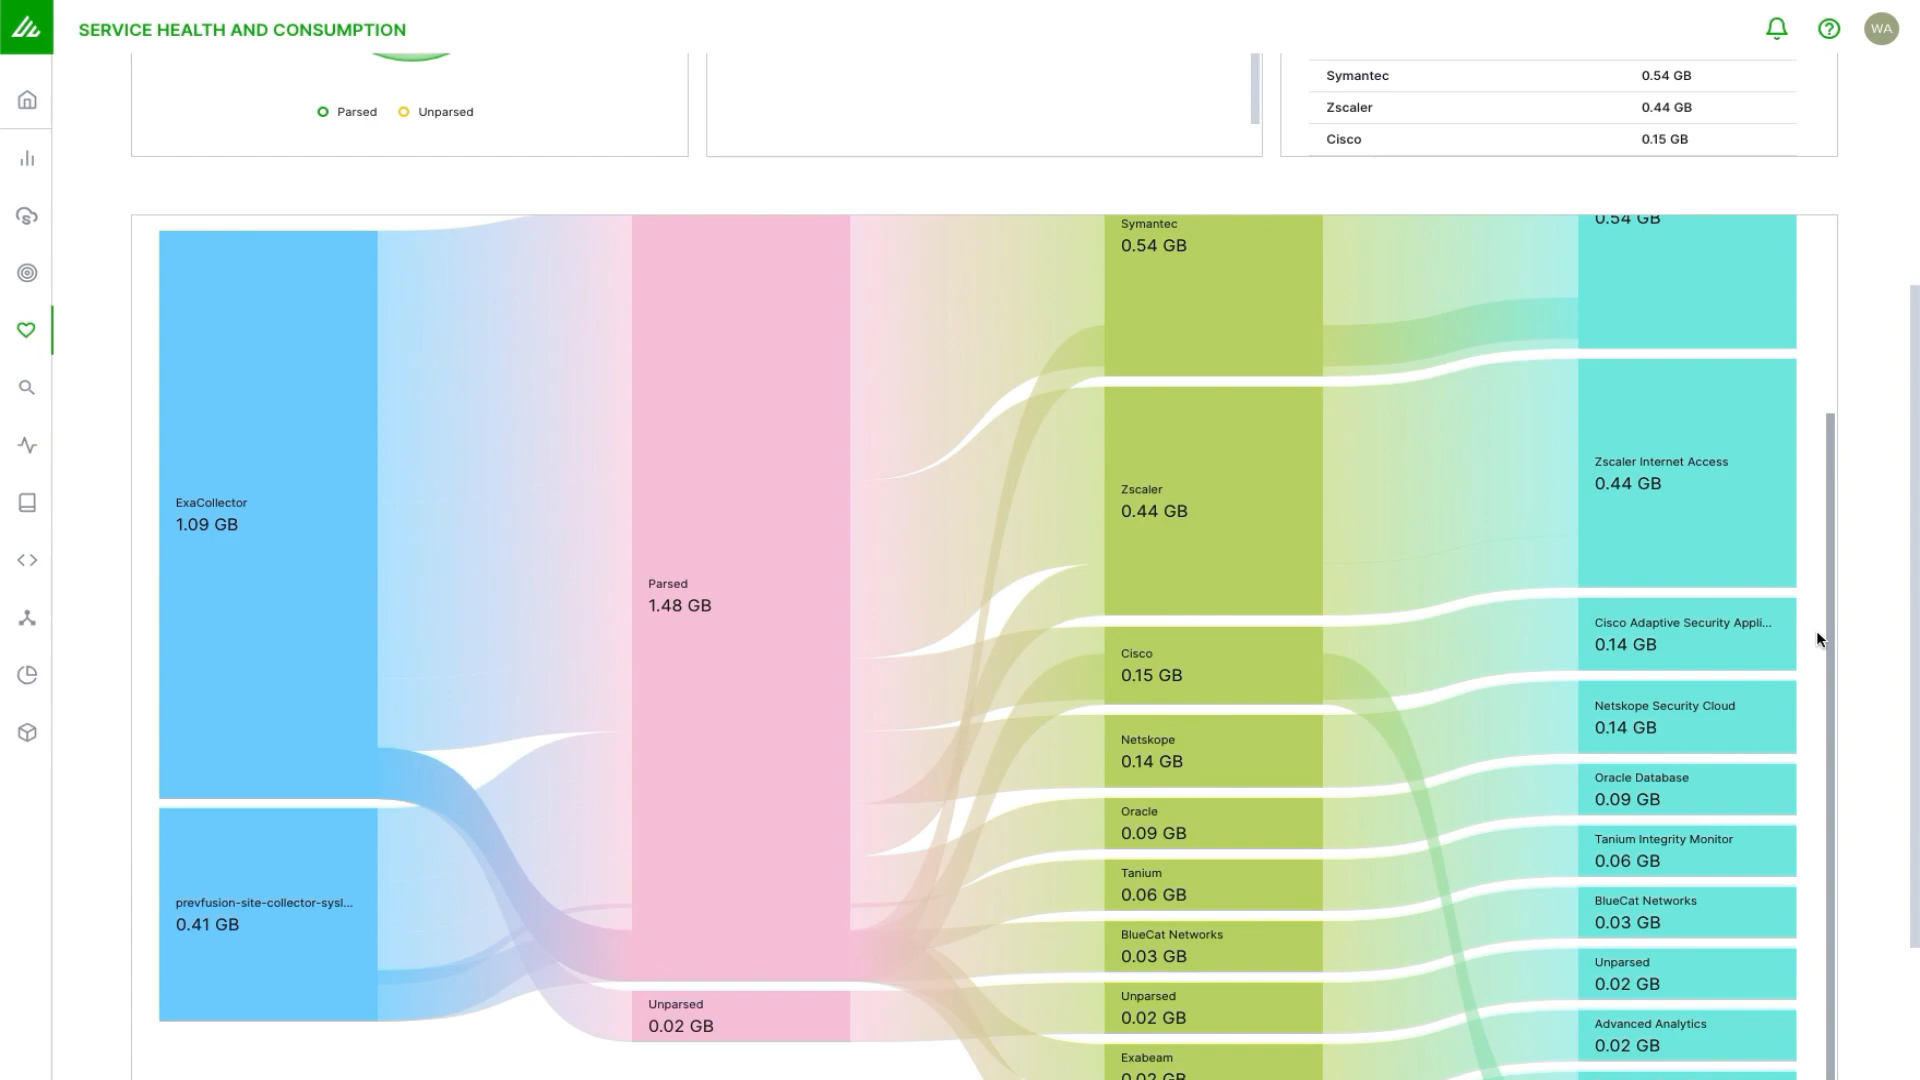 SERVICE HEALTH AND CONSUMPTION
WA
Parsed
Unparsed
Symantec 0.54 GB
Zscaler 0.44 GB
Cisco 0.15 GB
ExaCollector
1.09 GB
prevfusion-site-collector-sysl...
0.41 GB
Parsed
1.48 GB
Unparsed
0.02 GB
Symantec
0.54 GB
Zscaler
0.44 GB
Cisco
0.15 GB
Netskope
0.14 GB
Oracle
0.09 GB
Tanium
0.06 GB
BlueCat Networks
0.03 GB
Unparsed
0.02 GB
Exabeam
0.02 GB
0.54 GB
Zscaler Internet Access
0.44 GB
Cisco Adaptive Security Appli...
0.14 GB
Netskope Security Cloud
0.14 GB
Oracle Database
0.09 GB
Tanium Integrity Monitor
0.06 GB
BlueCat Networks
0.03 GB
Unparsed
0.02 GB
Advanced Analytics
0.02 GB